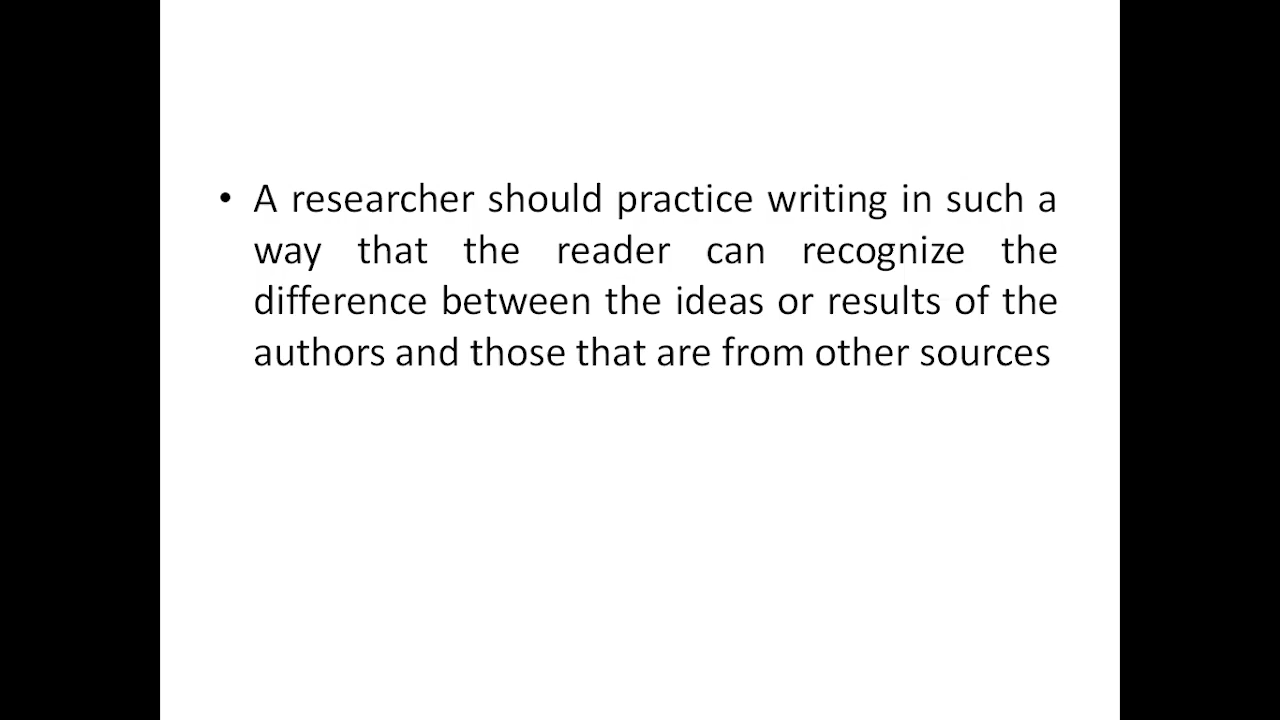 • A researcher should practice writing in such a
way that the reader can recognize the
difference between the ideas or results of the
authors and those that are from other sources